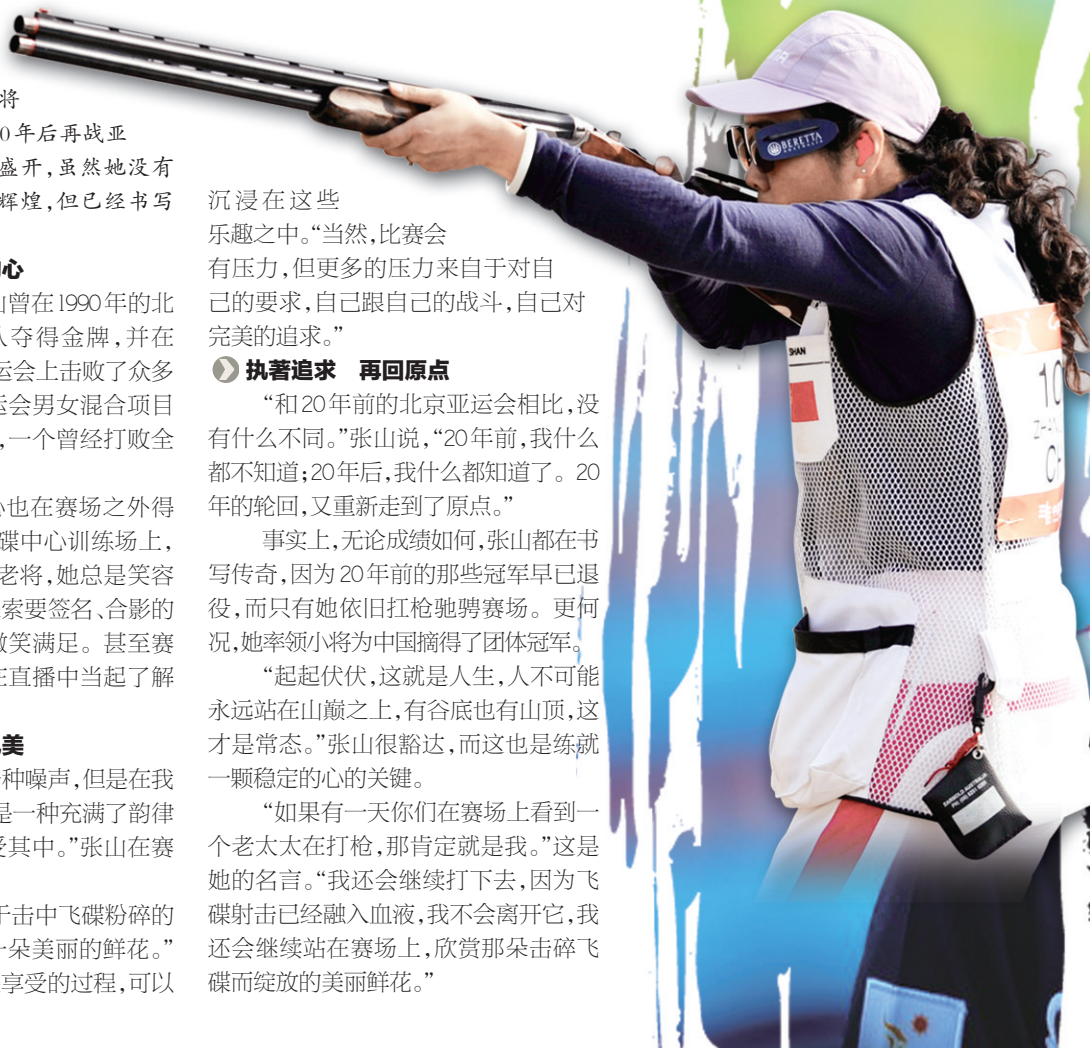 将
0年后再战亚
盛开，虽然她没有
辉煌，但已经书写
心
山曾在1990年的北
人夺得金牌，并在
运会上击败了众多
运会男女混合项目
，一个曾经打败全
心也在赛场之外得
碟中心训练场上，
老将，她总是笑容
索要签名、合影的
微笑满足。甚至赛
在直播中当起了解
美
种噪声，但是在我
是一种充满了韵律
受其中。”张山在赛
于击中飞碟粉碎的
一朵美丽的鲜花。”
享受的过程，可以
沉浸在这些
乐趣之中。“当然，比赛会
有压力，但更多的压力来自于对自
己的要求，自己跟自己的战斗，自己对
完美的追求。”
执著追求　再回原点
“和20年前的北京亚运会相比，没
有什么不同。”张山说，“20年前，我什么
都不知道；20年后，我什么都知道了。20
年的轮回，又重新走到了原点。”
事实上，无论成绩如何，张山都在书
写传奇，因为20年前的那些冠军早已退
役，而只有她依旧扛枪驰骋赛场。更何
况，她率领小将为中国摘得了团体冠军。
“起起伏伏，这就是人生，人不可能
永远站在山巅之上，有谷底也有山顶，这
才是常态。”张山很豁达，而这也是练就
一颗稳定的心的关键。
“如果有一天你们在赛场上看到一
个老太太在打枪，那肯定就是我。”这是
她的名言。“我还会继续打下去，因为飞
碟射击已经融入血液，我不会离开它，我
还会继续站在赛场上，欣赏那朵击碎飞
碟而绽放的美丽鲜花。”
BERETTA
AUSTRALIA
SHAN
10